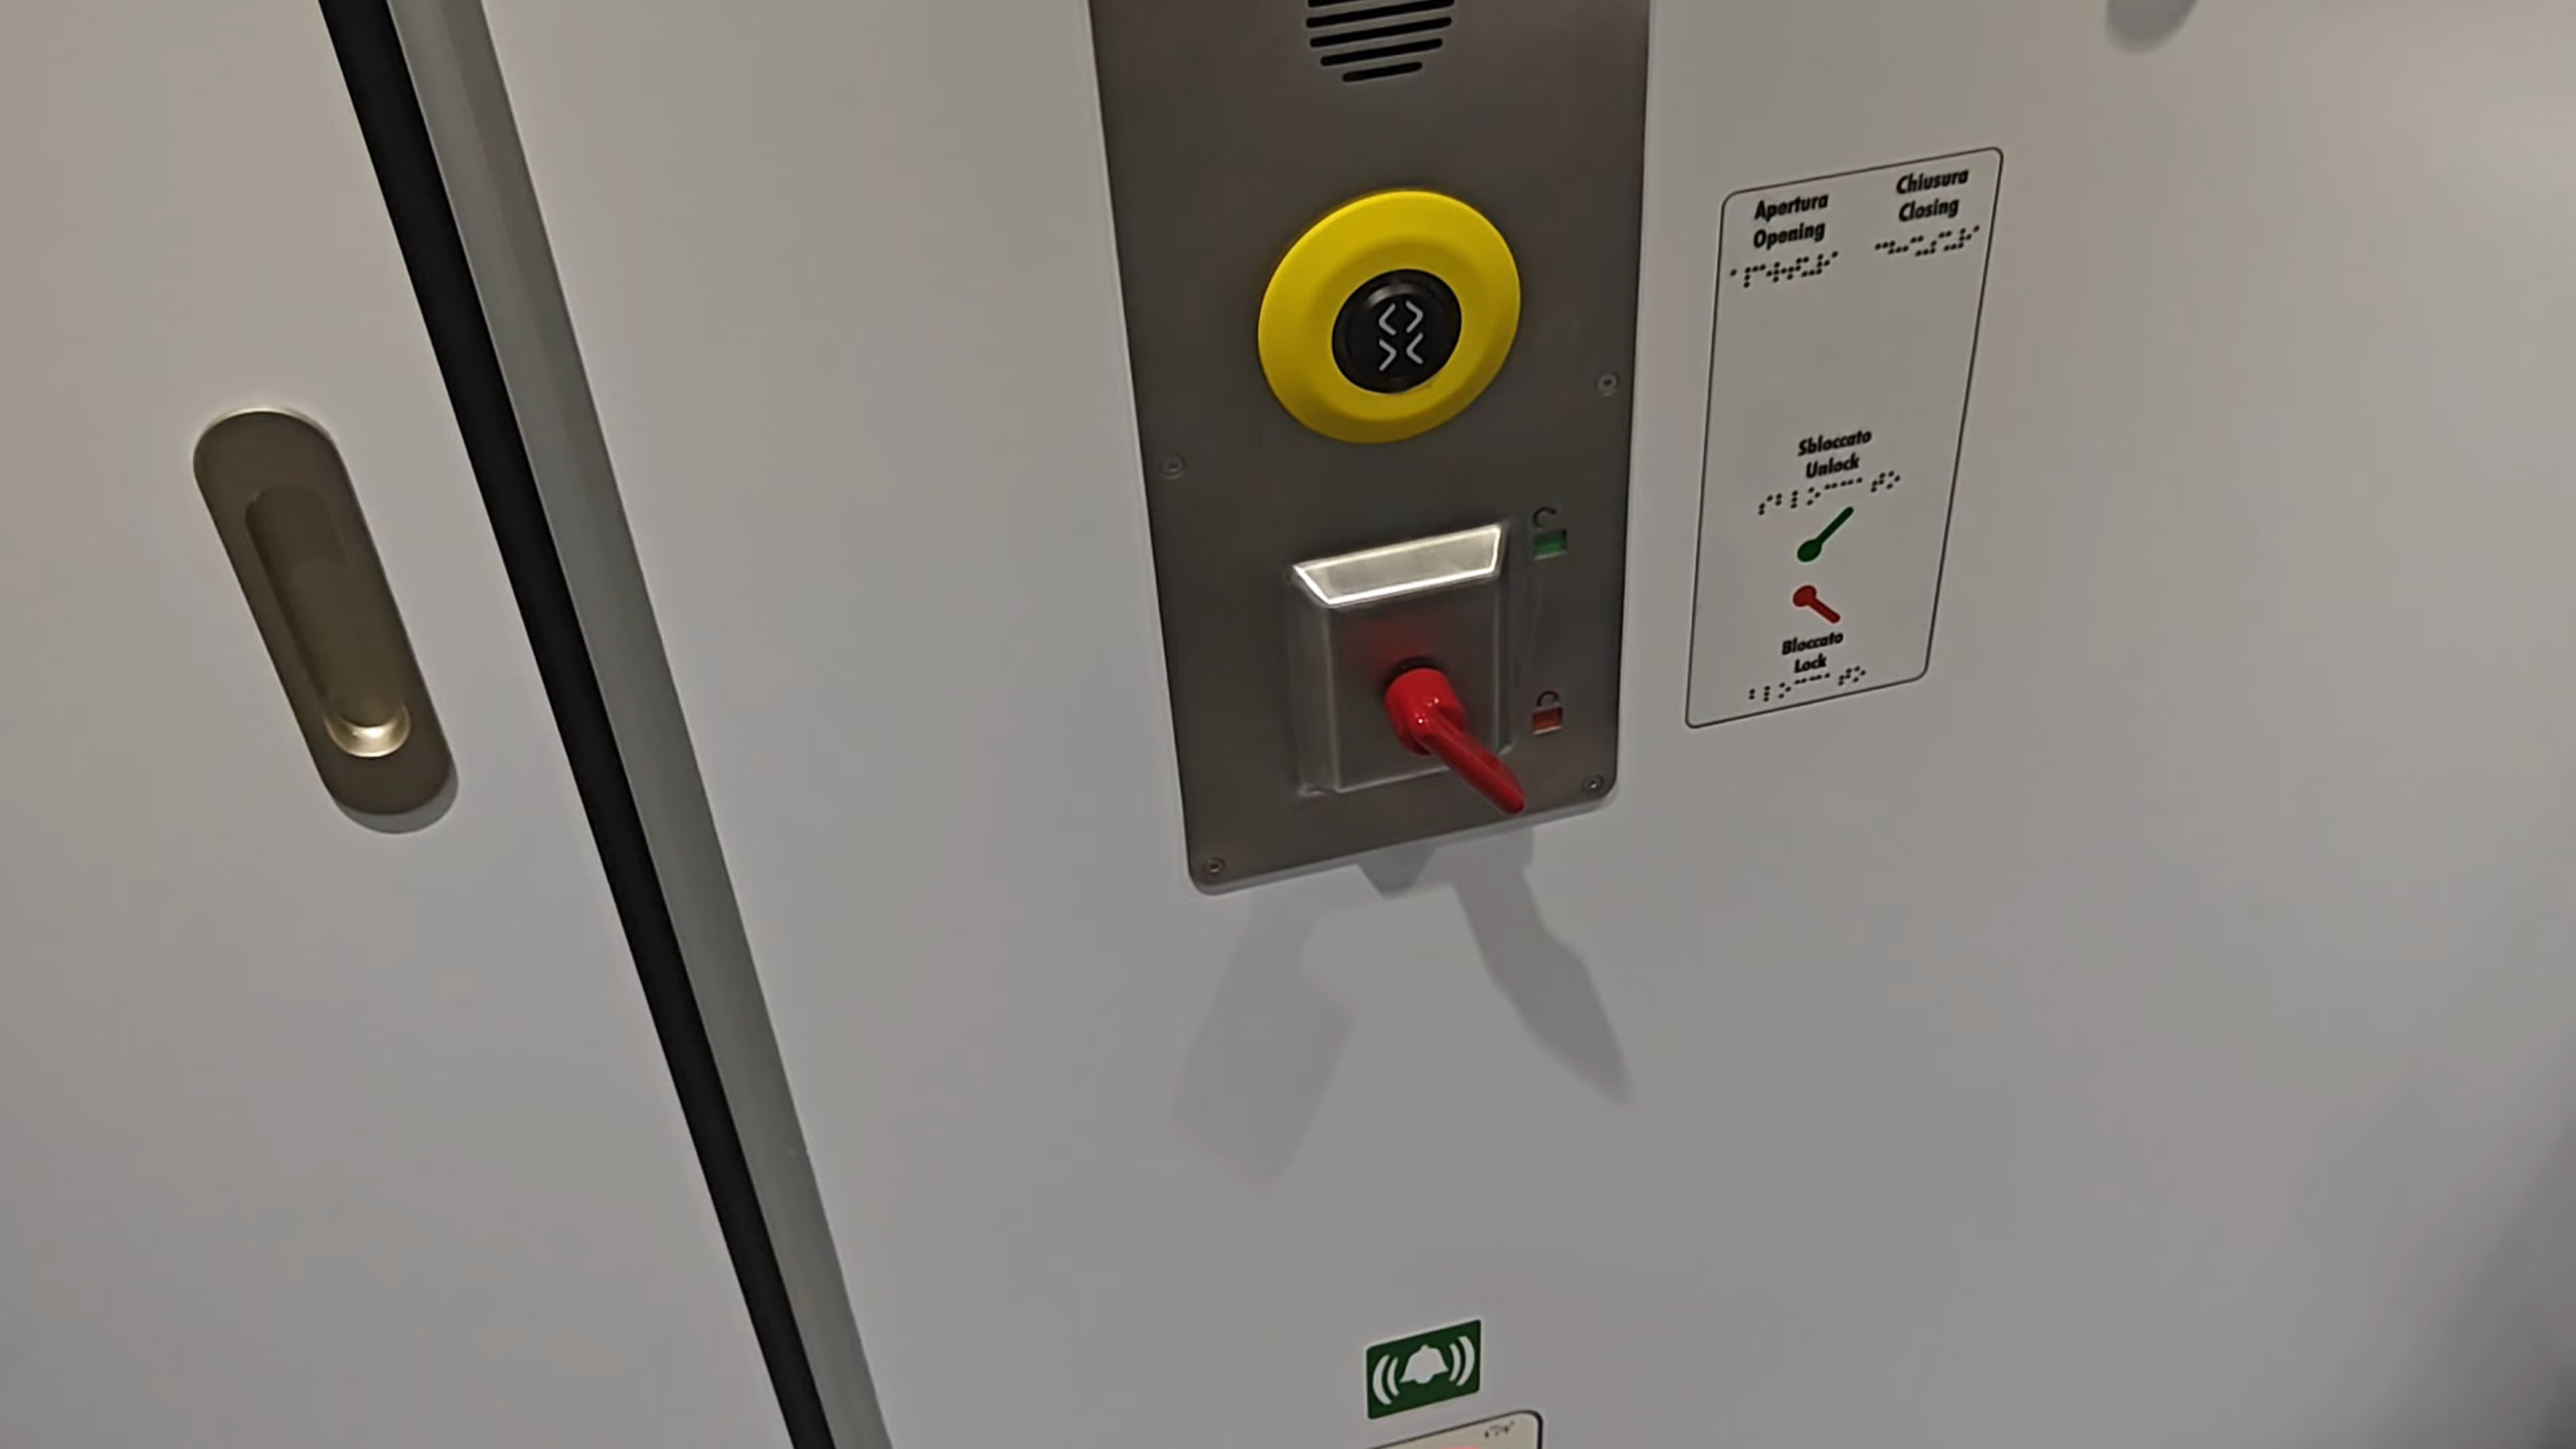 Apertura
Opening
Chiusura
Closing
Sbloccato
Unlock
Bloccato
Lock